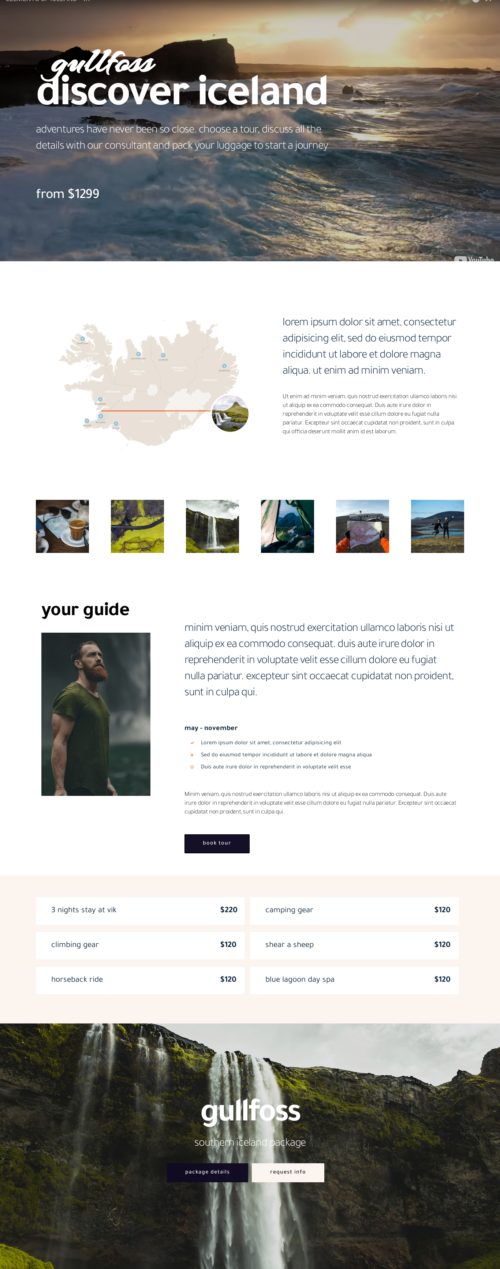 gullfoss
discover iceland
adventures have never been so close. choose a tour, discuss all the
details with our consultant and pack your luggage to start a journey
from $1299
YouTube
lorem ipsum dolor sit amet, consectetur
adipisicing elit, sed do eiusmod tempor
incididunt ut labore et dolore magna
aliqua. ut enim ad minim veniam.
Ut enim ad minim veniam, quis nostrud exercitation ullamco laboris nisi
ut aliquip ex ea commodo consequat. Duis aute irure dolor in
reprehenderit in voluptate velit esse cillum dolore eu fugiat nulla
pariatur. Excepteur sint occaecat cupidatat non proident, sunt in culpa
qui officia deserunt mollit anim id est laborum.
your guide
minim veniam, quis nostrud exercitation ullamco laboris nisi ut
aliquip ex ea commodo consequat. duis aute irure dolor in
reprehenderit in voluptate velit esse cillum dolore eu fugiat
nulla pariatur. excepteur sint occaecat cupidatat non proident,
sunt in culpa qui.
may - november
Lorem ipsum dolor sit amet, consectetur adipisicing elit
Sed do eiusmod tempor incididunt ut labore et dolore magna aliqua
Duis aute irure dolor in reprehenderit in voluptate velit esse
Minim veniam, quis nostrud exercitation ullamco laboris nisi ut aliquip ex ea commodo consequat. Duis aute
irure dolor in reprehenderit in voluptate velit esse cillum dolore eu fugiat nulla pariatur. Excepteur sint occaecat
cupidatat non proident, sunt in culpa qui.
book tour
3 nights stay at vik $220
camping gear $120
climbing gear $120
shear a sheep $120
horseback ride $120
blue lagoon day spa $120
gullfoss
southern iceland package
package details
request info